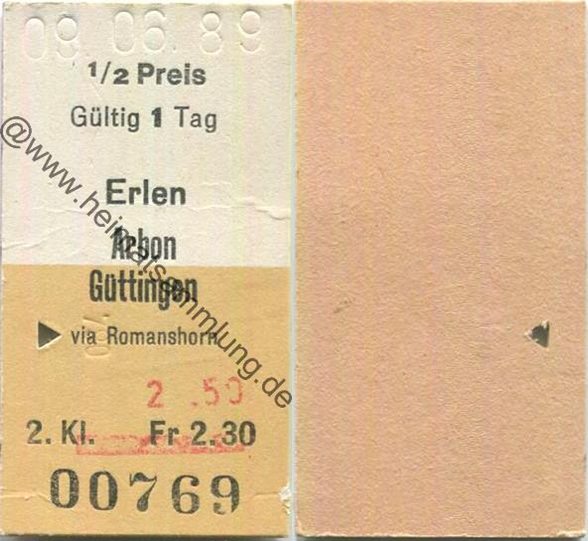 09.06.89
1/2 Preis
Gültig 1 Tag
Erlen
Arbon
Güttingen
via Romanshorn
2.50
2. Kl. Fr 2.30
00769
@www.heimatsammlung.de